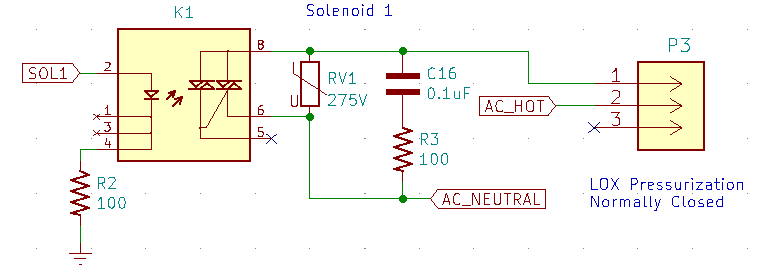 Solenoid 1
K1
SOL1
2
1
3
4
8
6
5
R2
100
RV1
275V
U
C16
0.1uF
R3
100
AC_NEUTRAL
AC_HOT
P3
1
2
3
LOX Pressurization
Normally Closed